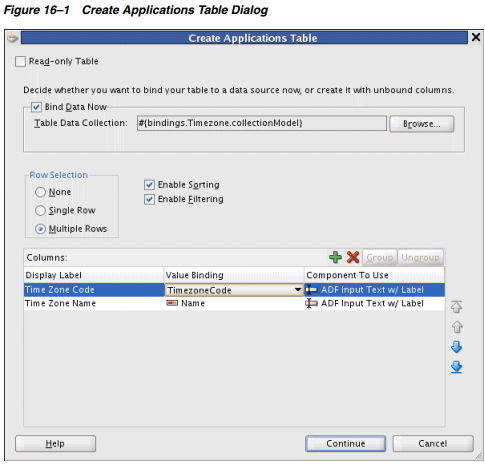 Figure 16–1 Create Applications Table Dialog
Create Applications Table
Read-only Table
Decide whether you want to bind your table to a data source now, or create it with unbound columns.
Bind Data Now
Table Data Collection: #{bindings.Timezone.collectionModel} Browse...
Row Selection
None
Single Row
Multiple Rows
Enable Sorting
Enable Filtering
Columns: Group Ungroup
Display Label Value Binding Component To Use
Time Zone Code TimezoneCode ADF Input Text w/ Label
Time Zone Name Name ADF Input Text w/ Label
Help Continue Cancel